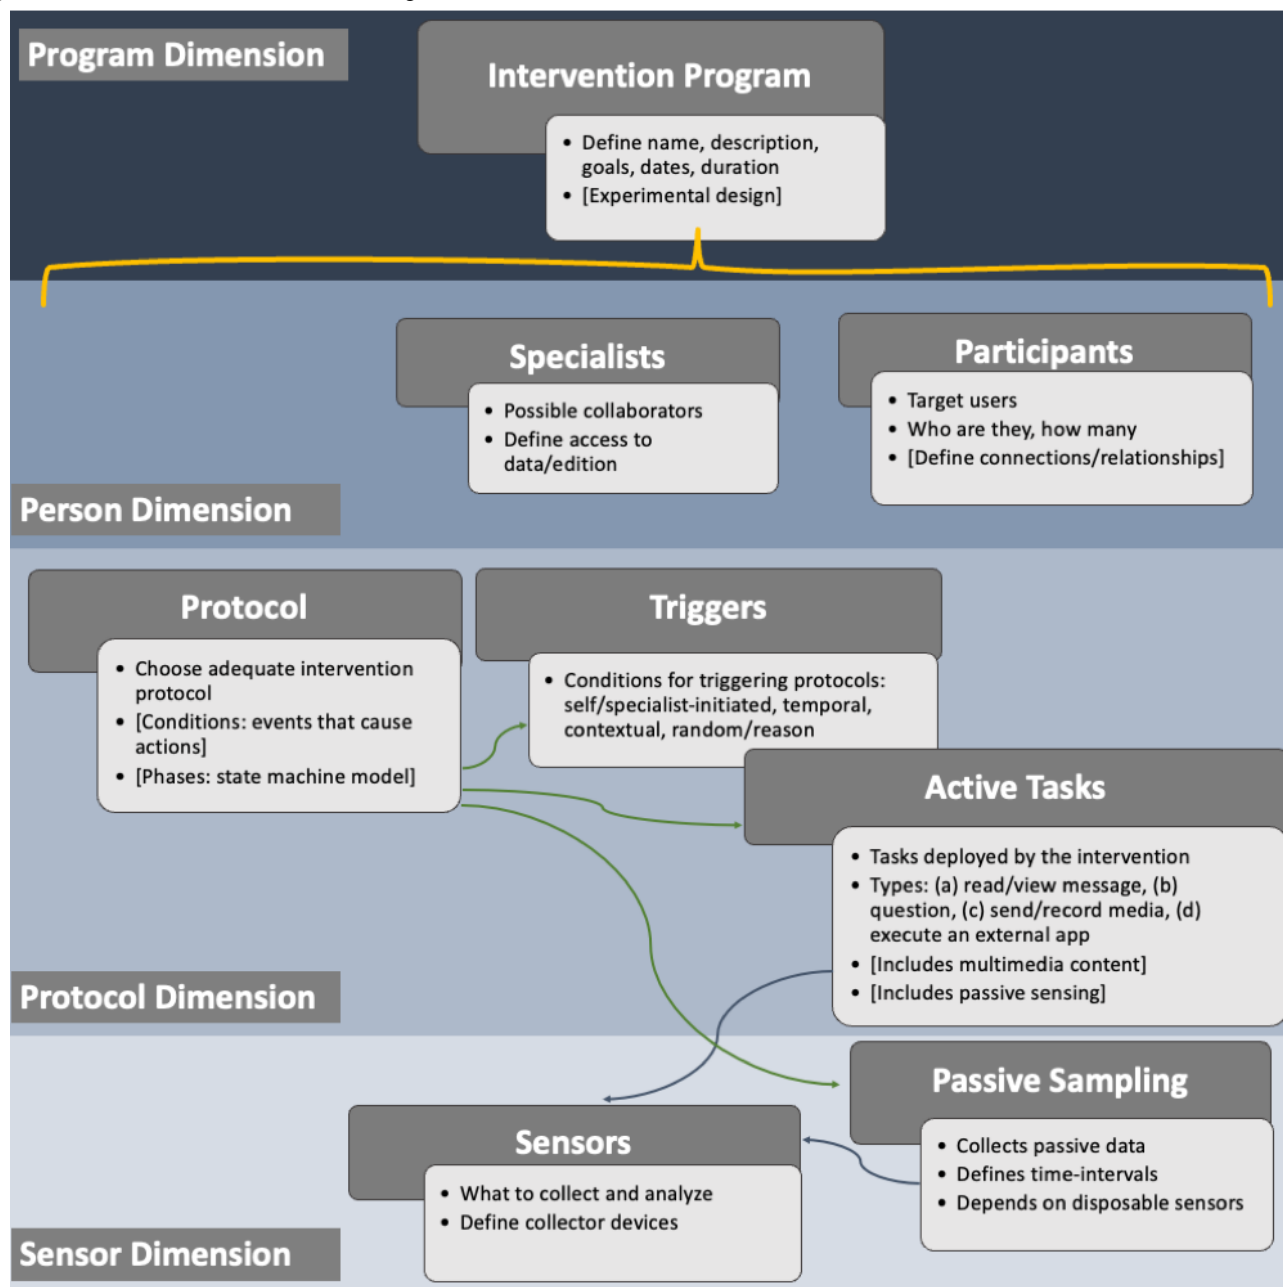 Program Dimension
Intervention Program
• Define name, description,
goals, dates, duration
• [Experimental design]
Specialists
• Possible collaborators
• Define access to
data/edition
Participants
• Target users
• Who are they, how many
• [Define connections/relationships]
Person Dimension
Protocol
• Choose adequate intervention
protocol
• [Conditions: events that cause
actions]
• [Phases: state machine model]
Triggers
• Conditions for triggering protocols:
self/specialist-initiated, temporal,
contextual, random/reason
Active Tasks
• Tasks deployed by the intervention
• Types: (a) read/view message, (b)
question, (c) send/record media, (d)
execute an external app
• [Includes multimedia content]
• [Includes passive sensing]
Protocol Dimension
Passive Sampling
• Collects passive data
• Defines time-intervals
• Depends on disposable sensors
Sensors
• What to collect and analyze
• Define collector devices
Sensor Dimension